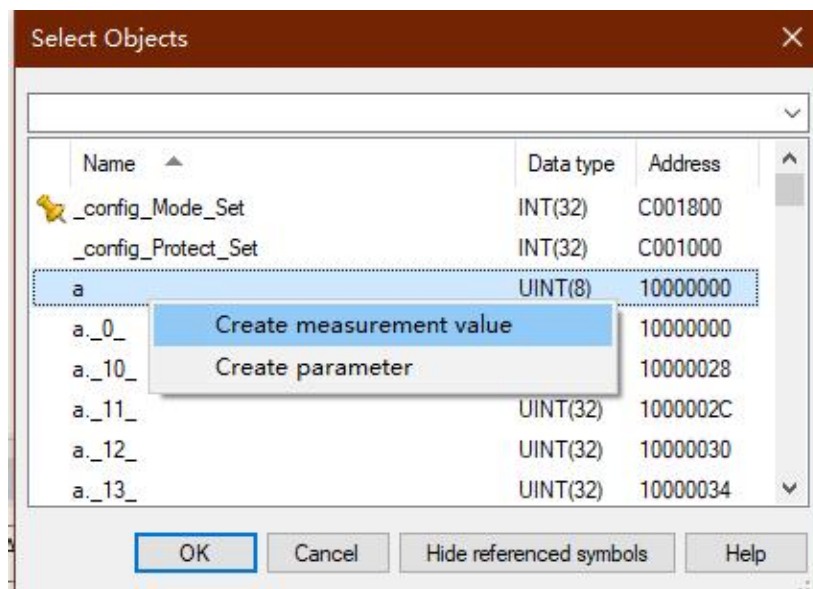 Select Objects
Name Data type Address
_config_Mode_Set INT(32) C001800
_config_Protect_Set INT(32) C001000
a UINT(8) 10000000
a._0_ Create measurement value 10000000
a._10_ Create parameter 10000028
a._11_ UINT(32) 1000002C
a._12_ UINT(32) 10000030
a._13_ UINT(32) 10000034
OK Cancel Hide referenced symbols Help